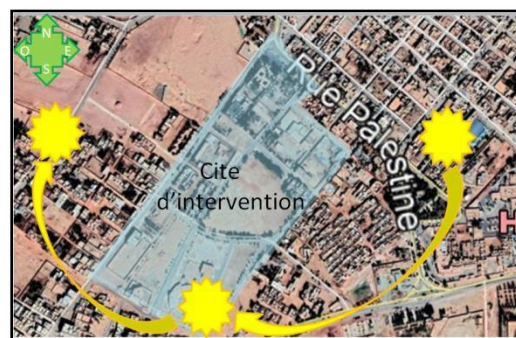 N
O E
S
Rue Palestine
Cite
d'intervention
H